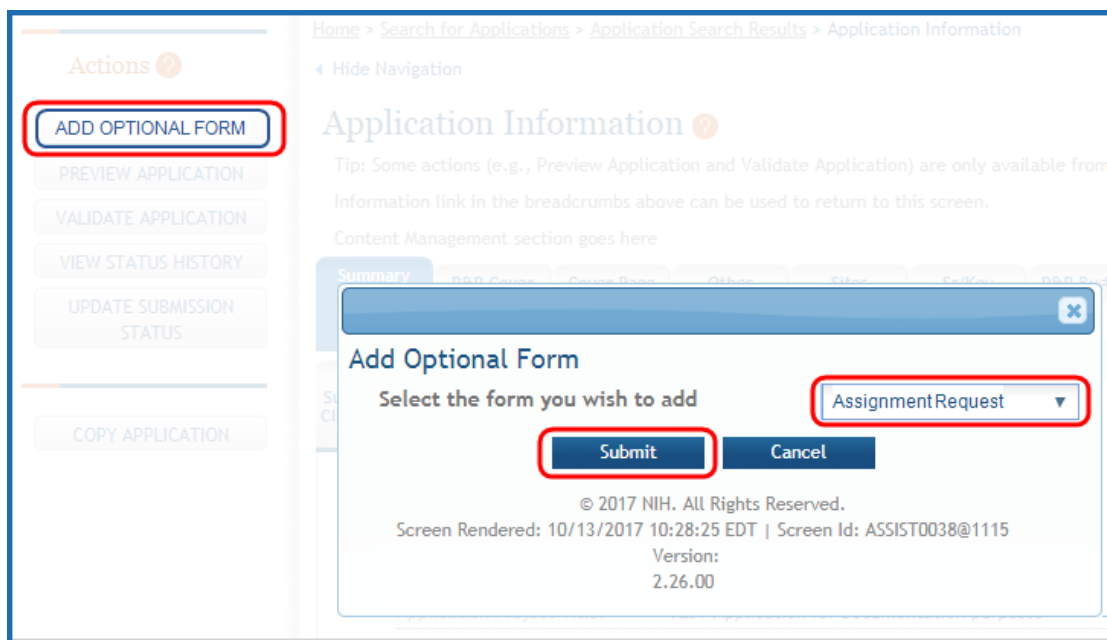 Home > Search for Applications > Application Search Results > Application Information
Actions ?
Hide Navigation
ADD OPTIONAL FORM
Application Information ?
PREVIEW APPLICATION
Tip: Some actions (e.g., Preview Application and Validate Application) are only available from
VALIDATE APPLICATION
Information link in the breadcrumbs above can be used to return to this screen.
Content Management section goes here
VIEW STATUS HISTORY
Summary R&R Cover Cover Page Other Sites Sr/Key
UPDATE SUBMISSION
STATUS
Add Optional Form
Select the form you wish to add
AssignmentRequest
COPY APPLICATION
Submit
Cancel
© 2017 NIH. All Rights Reserved.
Screen Rendered: 10/13/2017 10:28:25 EDT | Screen Id: ASSIST0038@1115
Version:
2.26.00